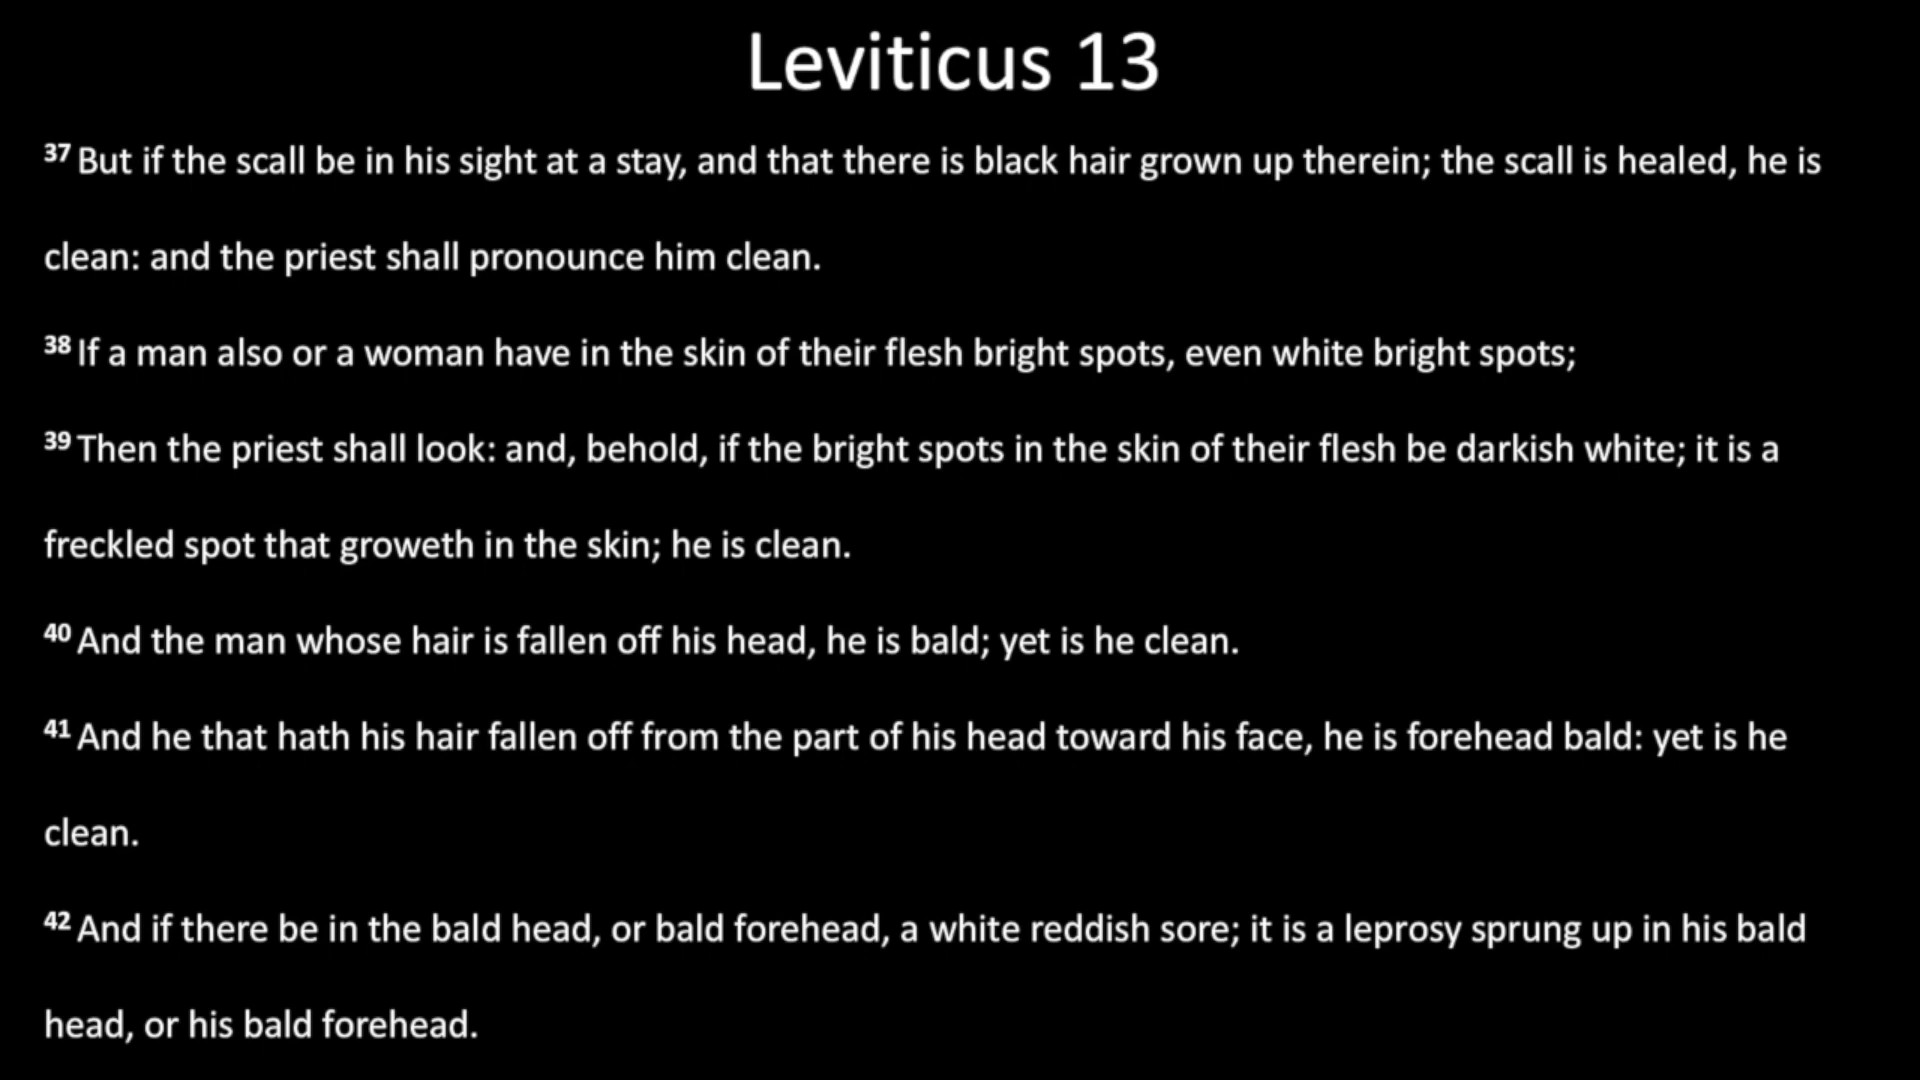 Leviticus 13
37 But if the scall be in his sight at a stay, and that there is black hair grown up therein; the scall is healed, he is
clean: and the priest shall pronounce him clean.
38 If a man also or a woman have in the skin of their flesh bright spots, even white bright spots;
39 Then the priest shall look: and, behold, if the bright spots in the skin of their flesh be darkish white; it is a
freckled spot that groweth in the skin; he is clean.
40 And the man whose hair is fallen off his head, he is bald; yet is he clean.
41 And he that hath his hair fallen off from the part of his head toward his face, he is forehead bald: yet is he
clean.
42 And if there be in the bald head, or bald forehead, a white reddish sore; it is a leprosy sprung up in his bald
head, or his bald forehead.